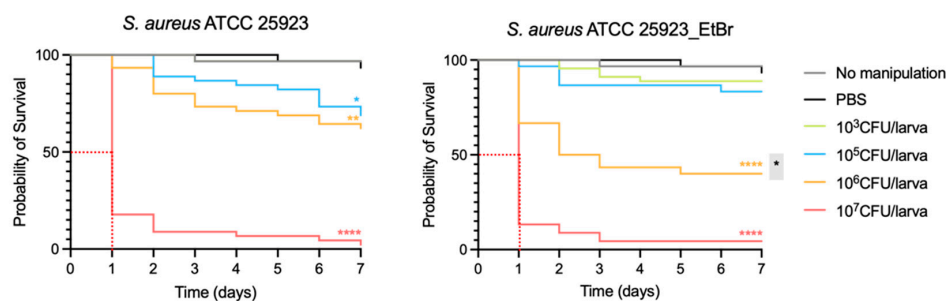 S. aureus ATCC 25923
Probability of Survival
100
50
0
0 1 2 3 4 5 6 7
Time (days)
*
**
****
S. aureus ATCC 25923_EtBr
Probability of Survival
100
50
0
0 1 2 3 4 5 6 7
Time (days)
****
*
****
No manipulation
PBS
10³CFU/larva
10⁵CFU/larva
10⁶CFU/larva
10⁷CFU/larva